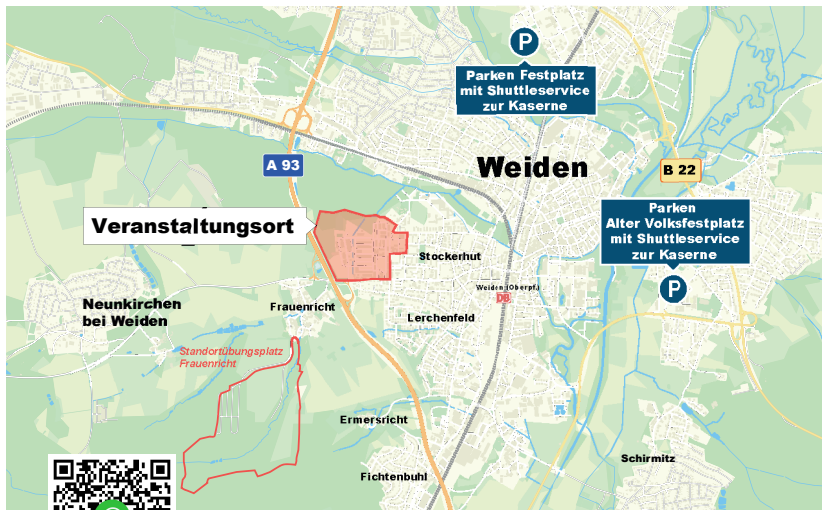 P
Parken Festplatz
mit Shuttleservice
zur Kaserne
A 93
Weiden
B 22
Parken
Alter Volksfestplatz
mit Shuttleservice
zur Kaserne
P
Veranstaltungsort
Stockerhut
Weiden (Oberpf.)
DB
Neunkirchen
bei Weiden
Frauenricht
Lerchenfeld
Standortübungsplatz
Frauenricht
Ermersricht
Schirmitz
Fichtenbuhl